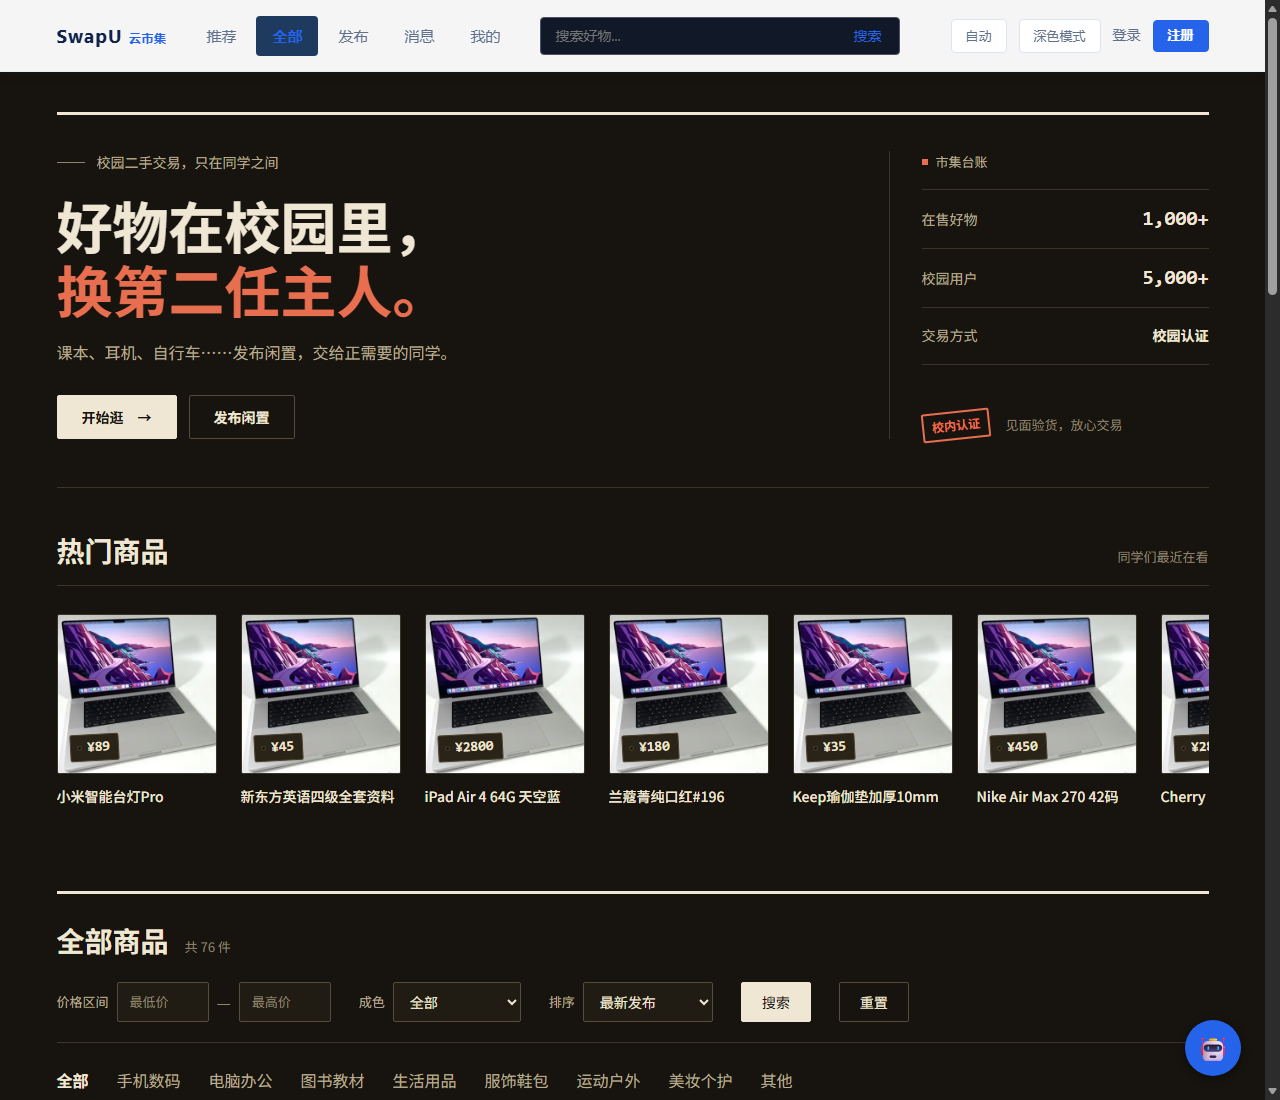 SwapU 云市集 推荐 全部 发布 消息 我的 搜索好物... 搜索 自动 深色模式 登录 注册
校园二手交易，只在同学之间
好物在校园里，
换第二任主人。
课本、耳机、自行车……发布闲置，交给正需要的同学。
开始逛 → 发布闲置
市集台账
在售好物 1,000+
校园用户 5,000+
交易方式 校园认证
校内认证 见面验货，放心交易
热门商品 同学们最近在看
¥89 ¥45 ¥2800 ¥180 ¥35 ¥450
小米智能台灯Pro 新东方英语四级全套资料 iPad Air 4 64G 天空蓝 兰蔻菁纯口红#196 Keep瑜伽垫加厚10mm Nike Air Max 270 42码 Cherry
全部商品 共 76 件
价格区间 最低价 — 最高价 成色 全部 排序 最新发布 搜索 重置
全部 手机数码 电脑办公 图书教材 生活用品 服饰鞋包 运动户外 美妆个护 其他